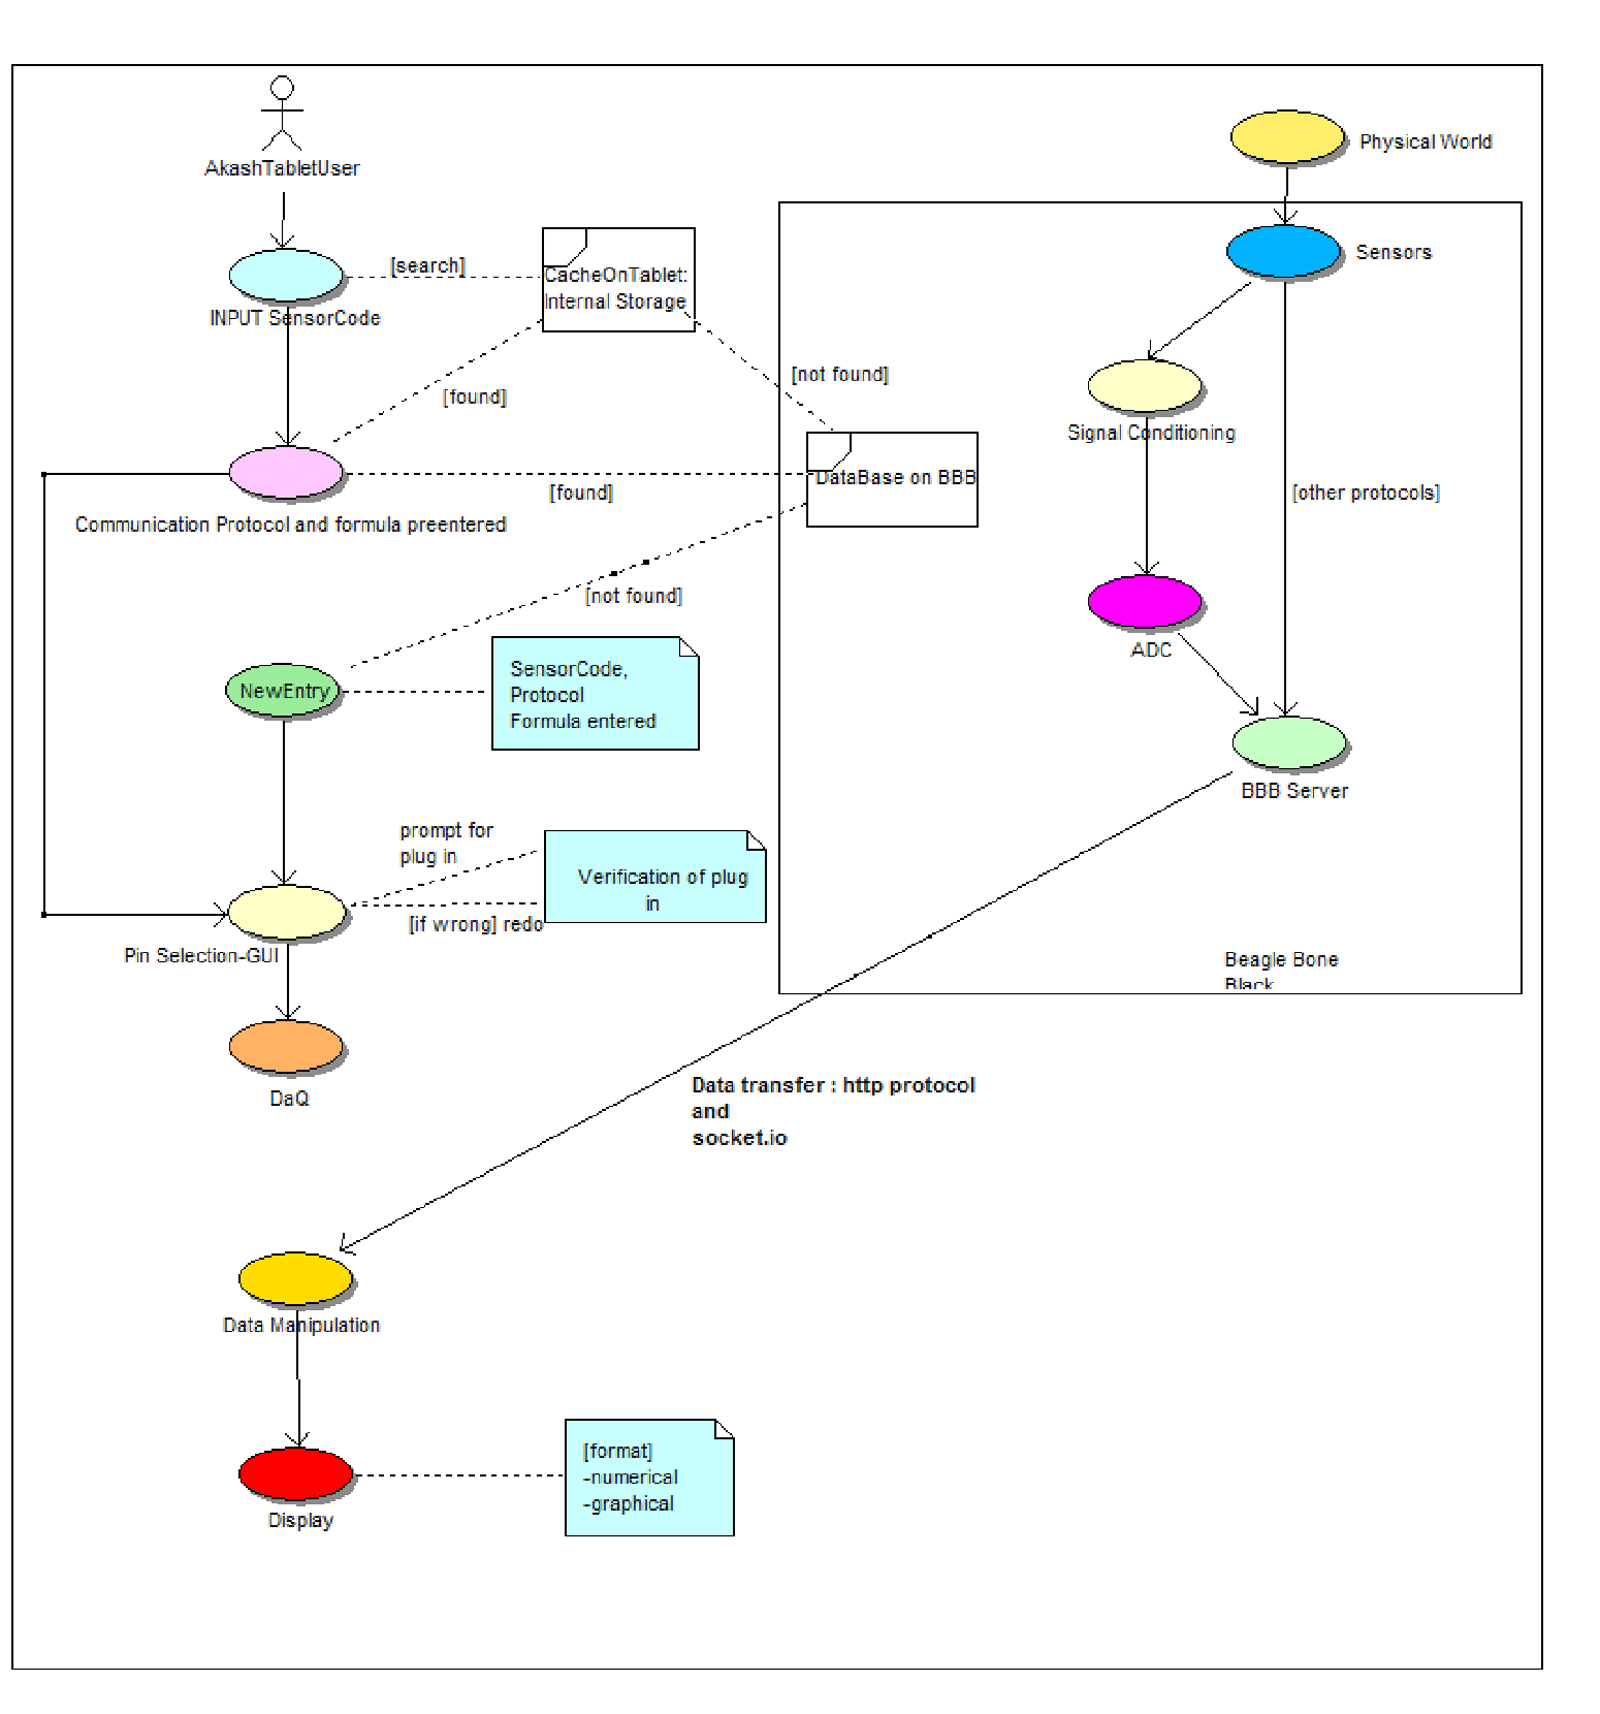 AkashTabletUser
Physical World
Sensors
[search]
CacheOnTablet:
Internal Storage
INPUT SensorCode
[not found]
[found]
Signal Conditioning
DataBase on BBB
[found]
[other protocols]
Communication Protocol and formula preentered
[not found]
ADC
NewEntry
SensorCode,
Protocol
Formula entered
BBB Server
prompt for
plug in
Verification of plug
in
[if wrong] redo
Pin Selection-GUI
Beagle Bone
Black
DaQ
Data transfer : http protocol
and
socket.io
Data Manipulation
[format]
-numerical
-graphical
Display